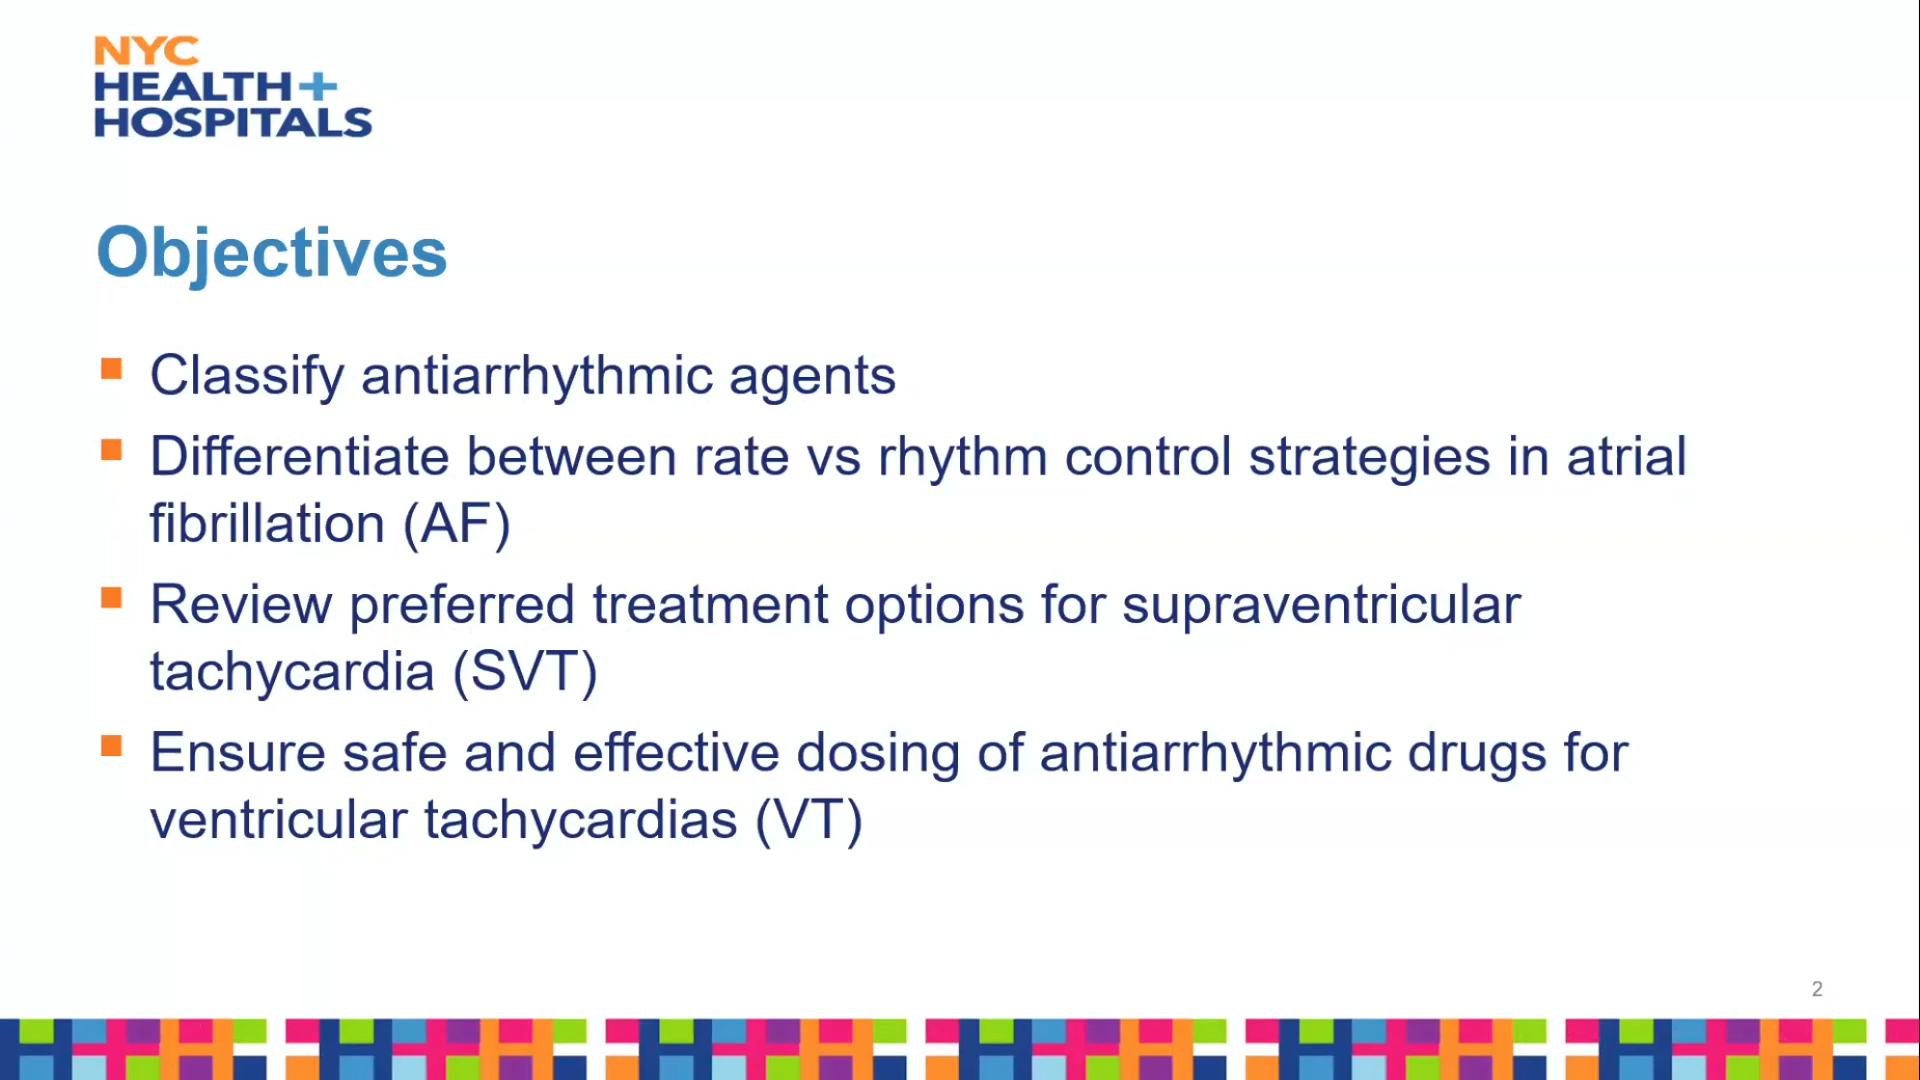 NYC
HEALTH+
HOSPITALS
Objectives
▪ Classify antiarrhythmic agents
▪ Differentiate between rate vs rhythm control strategies in atrial
fibrillation (AF)
▪ Review preferred treatment options for supraventricular
tachycardia (SVT)
▪ Ensure safe and effective dosing of antiarrhythmic drugs for
ventricular tachycardias (VT)
2